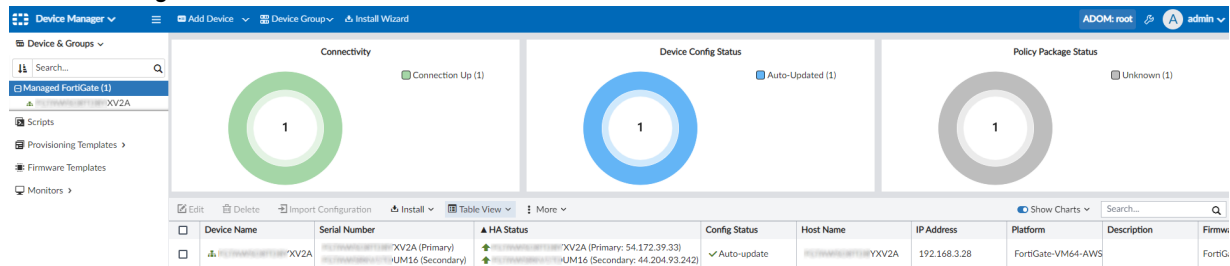 Device Manager
Add Device
Device Group
Install Wizard
ADOM: root
A
admin
Device & Groups
Search...
Managed FortiGate (1)
XV2A
Scripts
Provisioning Templates
Firmware Templates
Monitors
Connectivity
Connection Up (1)
1
Device Config Status
Auto-Updated (1)
1
Policy Package Status
Unknown (1)
1
Edit
Delete
Import Configuration
Install
Table View
More
Show Charts
Search...
Device Name Serial Number HA Status Config Status Host Name IP Address Platform Description Firmwa
XV2A (Primary) XV2A (Primary: 54.172.39.33)
YXV2A Auto-update YXV2A 192.168.3.28 FortiGate-VM64-AWS FortiGa
UM16 (Secondary) UM16 (Secondary: 44.204.93.242)